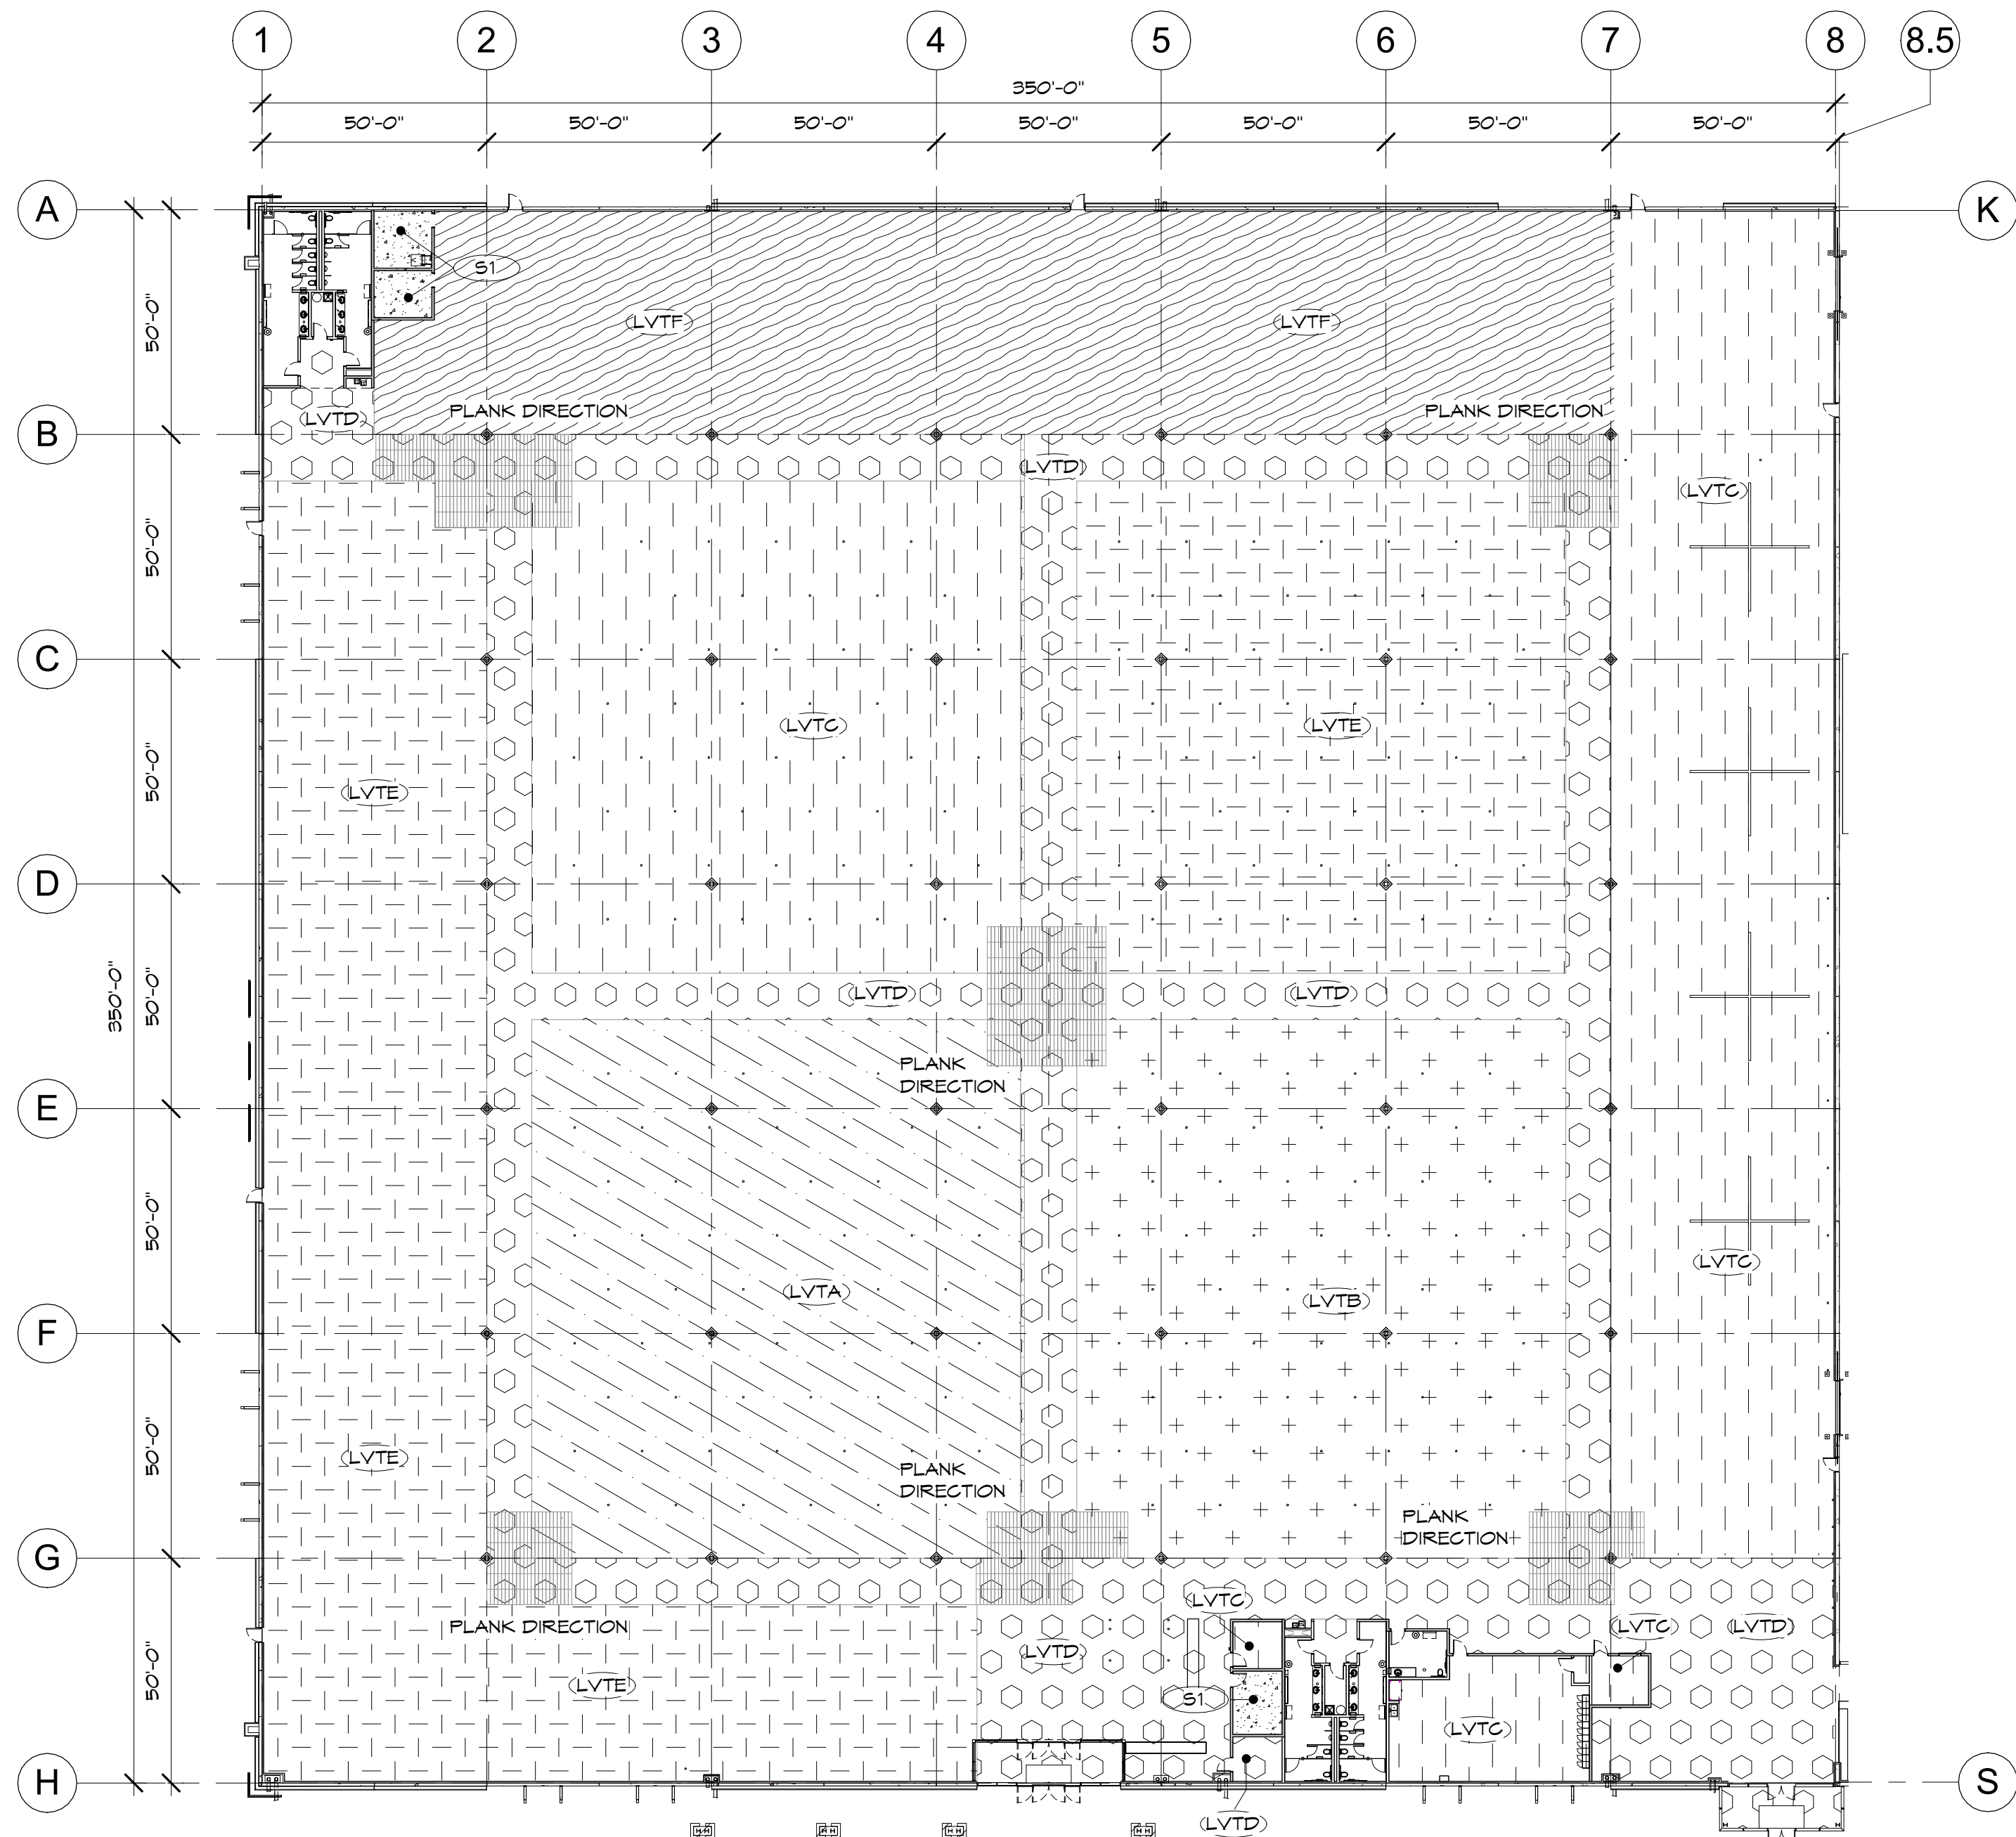 1 2 3 4 5 6 7 8 8.5
350'-0"
50'-0" 50'-0" 50'-0" 50'-0" 50'-0" 50'-0" 50'-0"
A K
S1
50'-0"
LVTF LVTF
PLANK DIRECTION PLANK DIRECTION
LVTD
B
LVTD
LVTC
50'-0"
C
LVTC LVTE
50'-0"
LVTE
D
350'-0"
50'-0"
LVTD LVTD
PLANK
DIRECTION
E
50'-0"
LVTC
LVTA LVTB
F
50'-0"
LVTE
PLANK
DIRECTION
PLANK
DIRECTION
G
LVTC
PLANK DIRECTION
LVTC LVTD
LVTD
50'-0"
LVTE
S1
LVTC
H S
LVTD